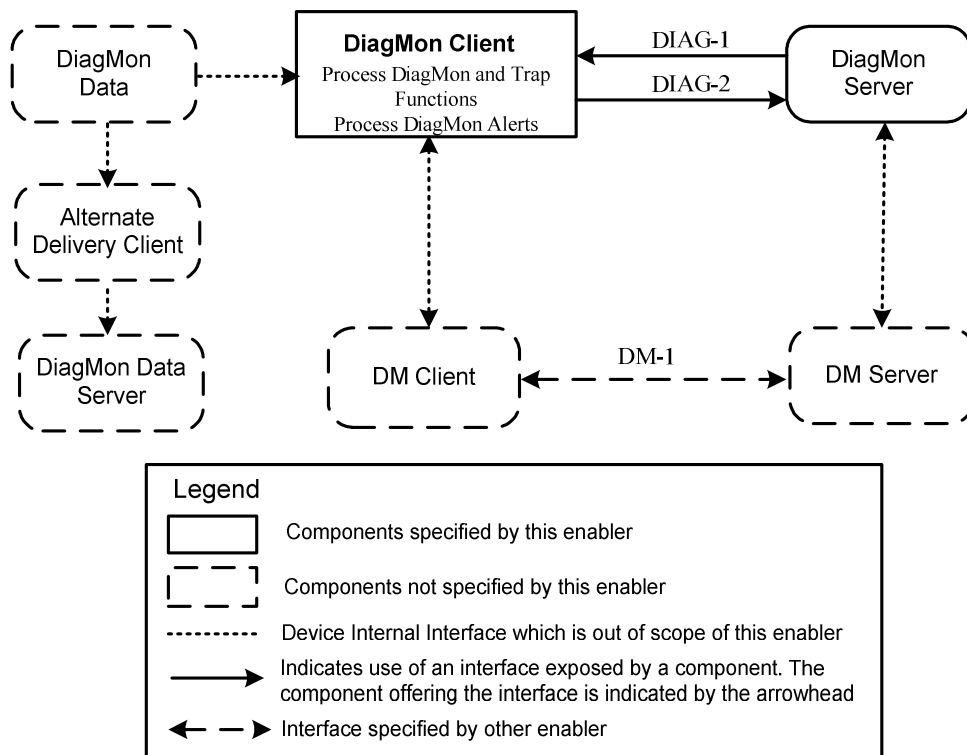 DiagMon
Data
DiagMon Client
Process DiagMon and Trap
Functions
Process DiagMon Alerts
DIAG-1
DIAG-2
DiagMon
Server
Alternate
Delivery Client
DiagMon Data
Server
DM Client
DM-1
DM Server
Legend
Components specified by this enabler
Components not specified by this enabler
Device Internal Interface which is out of scope of this enabler
Indicates use of an interface exposed by a component. The
component offering the interface is indicated by the arrowhead
Interface specified by other enabler